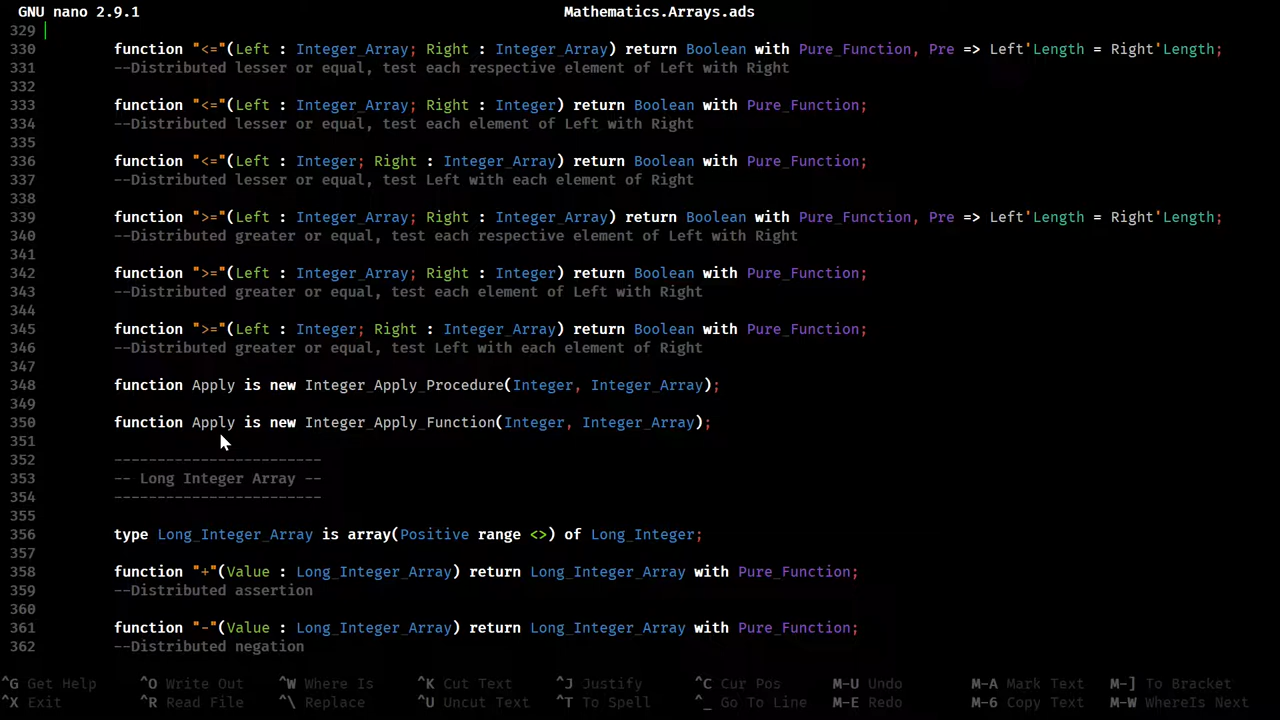 GNU nano 2.9.1 Mathematics.Arrays.ads
329
330 function "<="(Left : Integer_Array; Right : Integer_Array) return Boolean with Pure_Function, Pre => Left'Length = Right'Length;
331 --Distributed lesser or equal, test each respective element of Left with Right
332
333 function "<="(Left : Integer_Array; Right : Integer) return Boolean with Pure_Function;
334 --Distributed lesser or equal, test each element of Left with Right
335
336 function "<="(Left : Integer; Right : Integer_Array) return Boolean with Pure_Function;
337 --Distributed lesser or equal, test Left with each element of Right
338
339 function ">="(Left : Integer_Array; Right : Integer_Array) return Boolean with Pure_Function, Pre => Left'Length = Right'Length;
340 --Distributed greater or equal, test each respective element of Left with Right
341
342 function ">="(Left : Integer_Array; Right : Integer) return Boolean with Pure_Function;
343 --Distributed greater or equal, test each element of Left with Right
344
345 function ">="(Left : Integer; Right : Integer_Array) return Boolean with Pure_Function;
346 --Distributed greater or equal, test Left with each element of Right
347
348 function Apply is new Integer_Apply_Procedure(Integer, Integer_Array);
349
350 function Apply is new Integer_Apply_Function(Integer, Integer_Array);
351
352 ------------------------
353 -- Long Integer Array --
354 ------------------------
355
356 type Long_Integer_Array is array(Positive range <>) of Long_Integer;
357
358 function "+"(Value : Long_Integer_Array) return Long_Integer_Array with Pure_Function;
359 --Distributed assertion
360
361 function "-"(Value : Long_Integer_Array) return Long_Integer_Array with Pure_Function;
362 --Distributed negation
^G Get Help ^O Write Out ^W Where Is ^K Cut Text ^J Justify ^C Cur Pos M-U Undo M-A Mark Text M-] To Bracket
^X Exit ^R Read File ^\ Replace ^U Uncut Text ^T To Spell ^_ Go To Line M-E Redo M-6 Copy Text M-W WhereIs Next